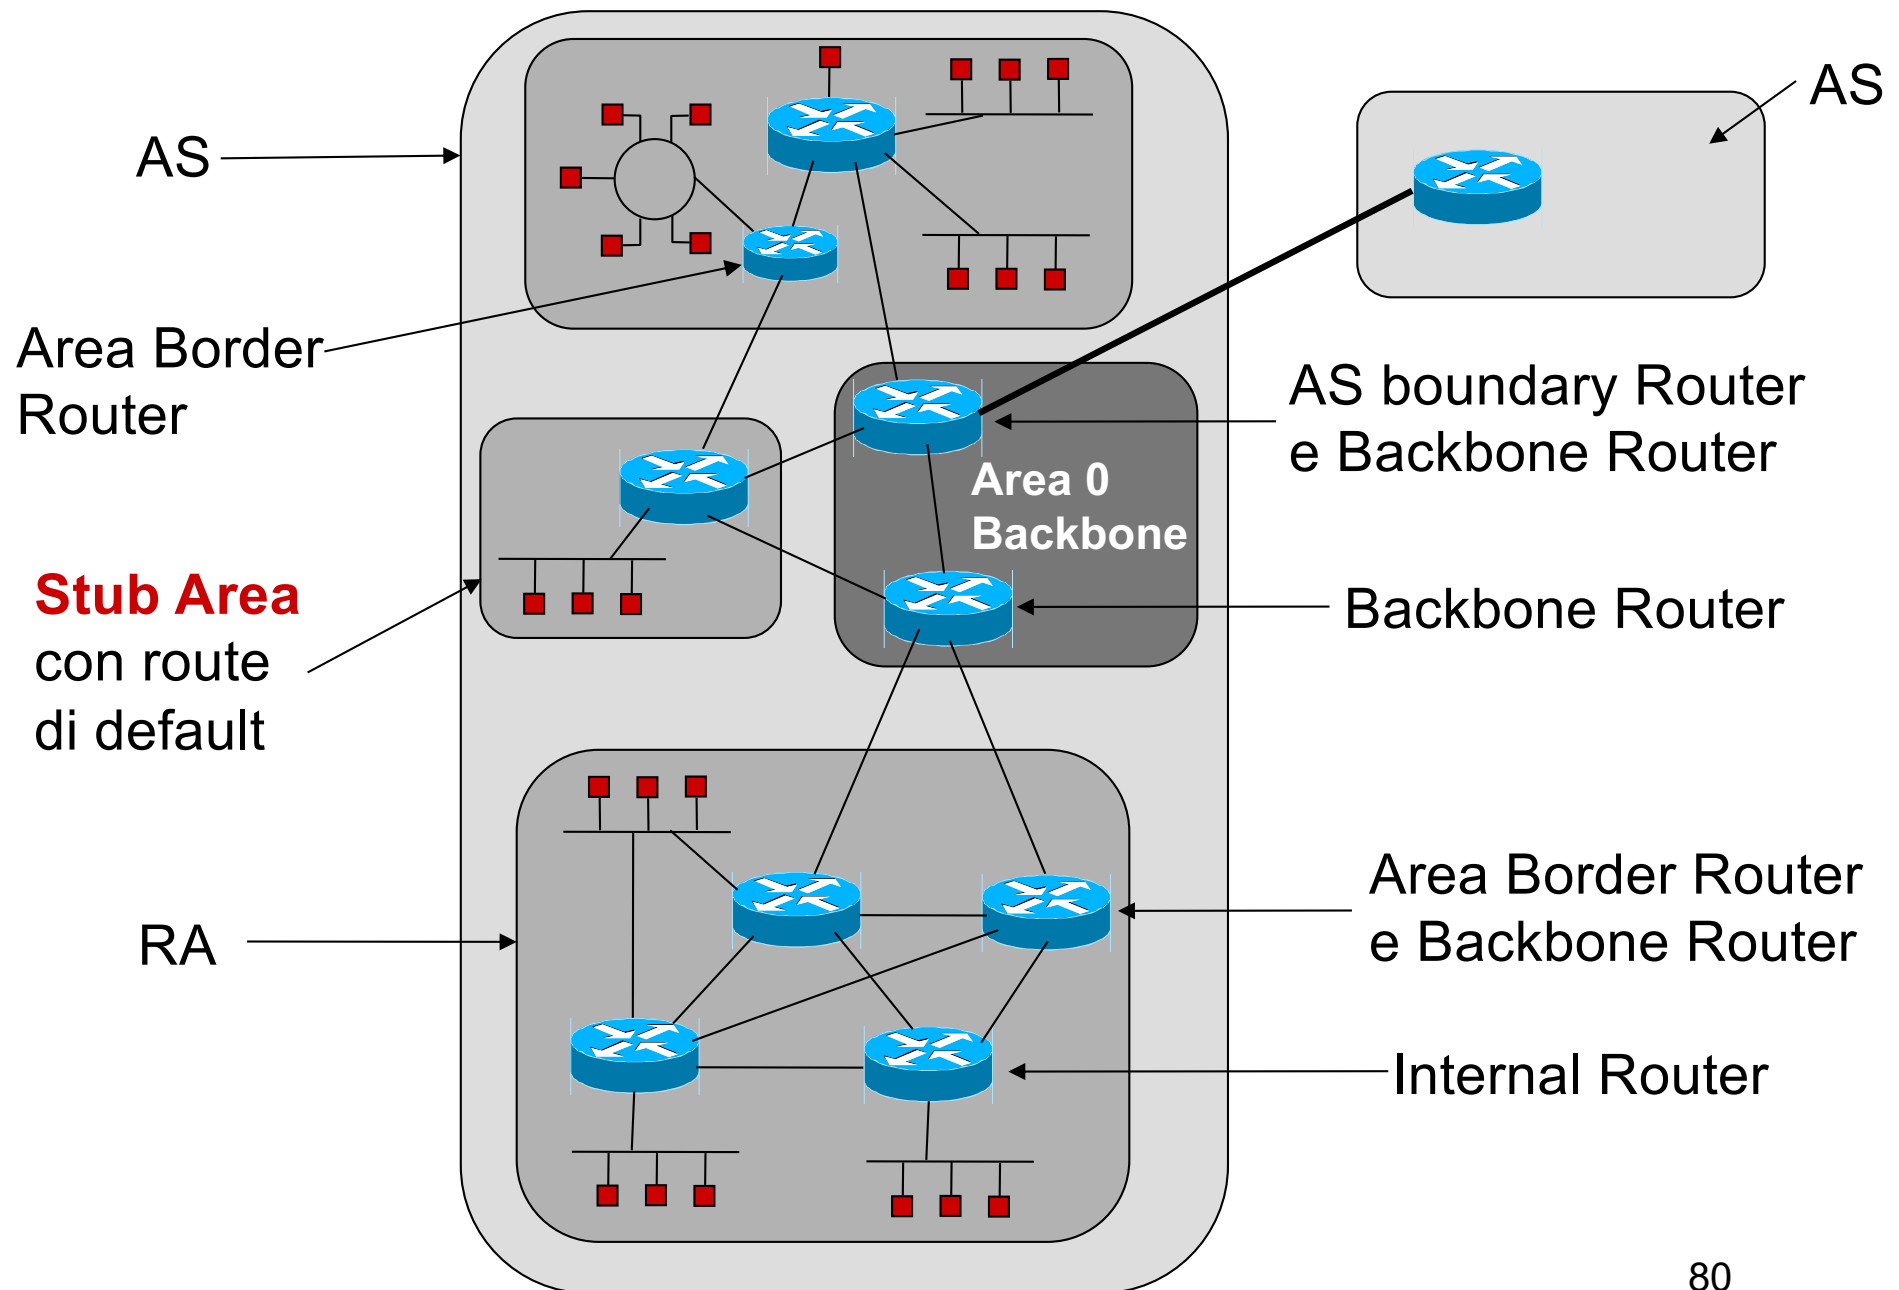 AS
AS
Area Border
Router
AS boundary Router
e Backbone Router
Area 0
Backbone
Stub Area
con route
di default
Backbone Router
Area Border Router
e Backbone Router
RA
Internal Router
80